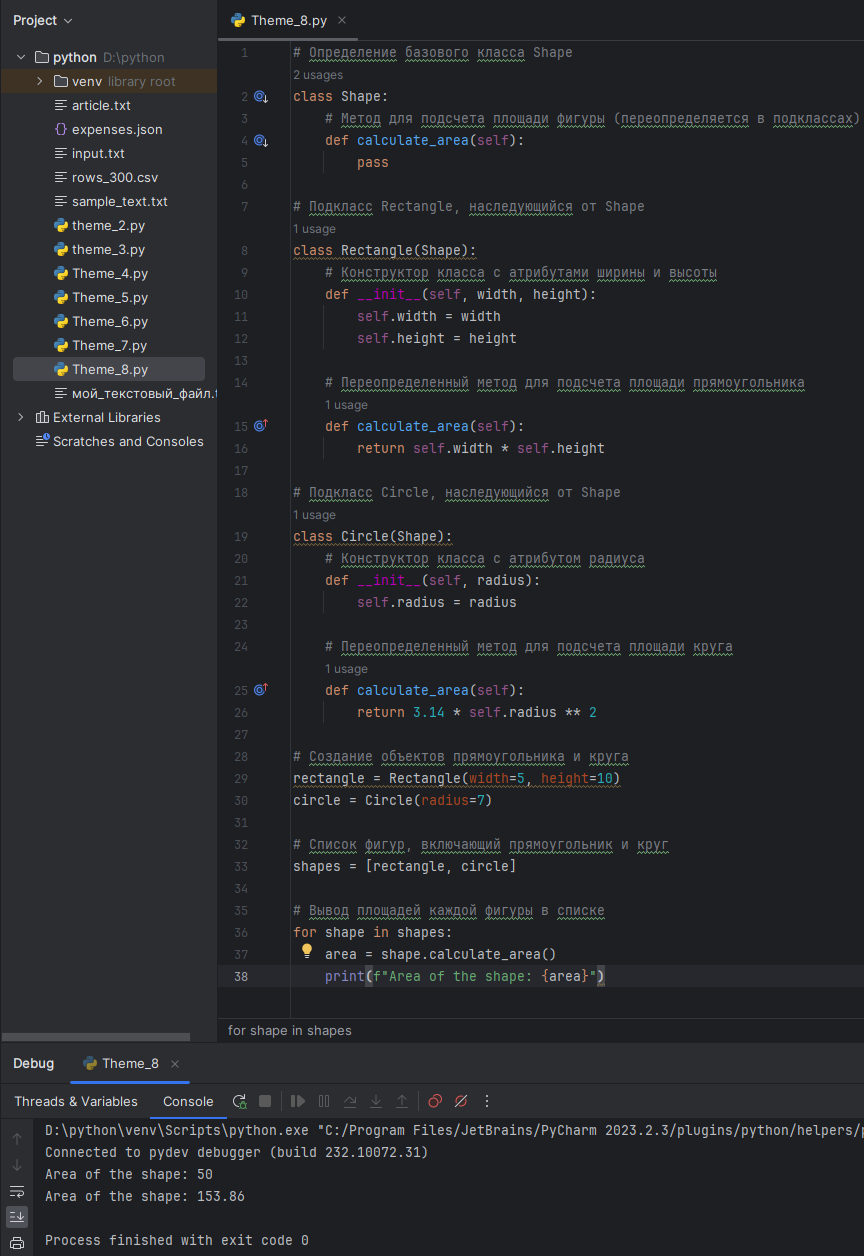 Project
python D:\python
venv library root
article.txt
expenses.json
input.txt
rows_300.csv
sample_text.txt
theme_2.py
theme_3.py
Theme_4.py
Theme_5.py
Theme_6.py
Theme_7.py
Theme_8.py
мой_текстовый_файл.t
External Libraries
Scratches and Consoles
Theme_8.py
1 # Определение базового класса Shape
2 usages
2 class Shape:
3 # Метод для подсчета площади фигуры (переопределяется в подклассах)
4 def calculate_area(self):
5 pass
6
7 # Подкласс Rectangle, наследующийся от Shape
1 usage
8 class Rectangle(Shape):
9 # Конструктор класса с атрибутами ширины и высоты
10 def __init__(self, width, height):
11 self.width = width
12 self.height = height
13
14 # Переопределенный метод для подсчета площади прямоугольника
1 usage
15 def calculate_area(self):
16 return self.width * self.height
17
18 # Подкласс Circle, наследующийся от Shape
1 usage
19 class Circle(Shape):
20 # Конструктор класса с атрибутом радиуса
21 def __init__(self, radius):
22 self.radius = radius
23
24 # Переопределенный метод для подсчета площади круга
1 usage
25 def calculate_area(self):
26 return 3.14 * self.radius ** 2
27
28 # Создание объектов прямоугольника и круга
29 rectangle = Rectangle(width=5, height=10)
30 circle = Circle(radius=7)
31
32 # Список фигур, включающий прямоугольник и круг
33 shapes = [rectangle, circle]
34
35 # Вывод площадей каждой фигуры в списке
36 for shape in shapes:
37 area = shape.calculate_area()
38 print(f"Area of the shape: {area}")
for shape in shapes
Debug Theme_8
Threads & Variables Console
D:\python\venv\Scripts\python.exe "C:/Program Files/JetBrains/PyCharm 2023.2.3/plugins/python/helpers/p
Connected to pydev debugger (build 232.10072.31)
Area of the shape: 50
Area of the shape: 153.86
Process finished with exit code 0